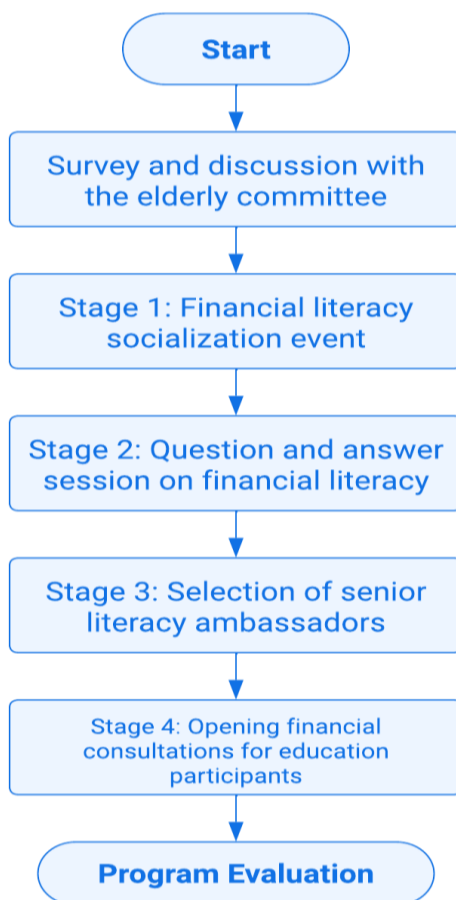 Start
Survey and discussion with
the elderly committee
Stage 1: Financial literacy
socialization event
Stage 2: Question and answer
session on financial literacy
Stage 3: Selection of senior
literacy ambassadors
Stage 4: Opening financial
consultations for education
participants
Program Evaluation